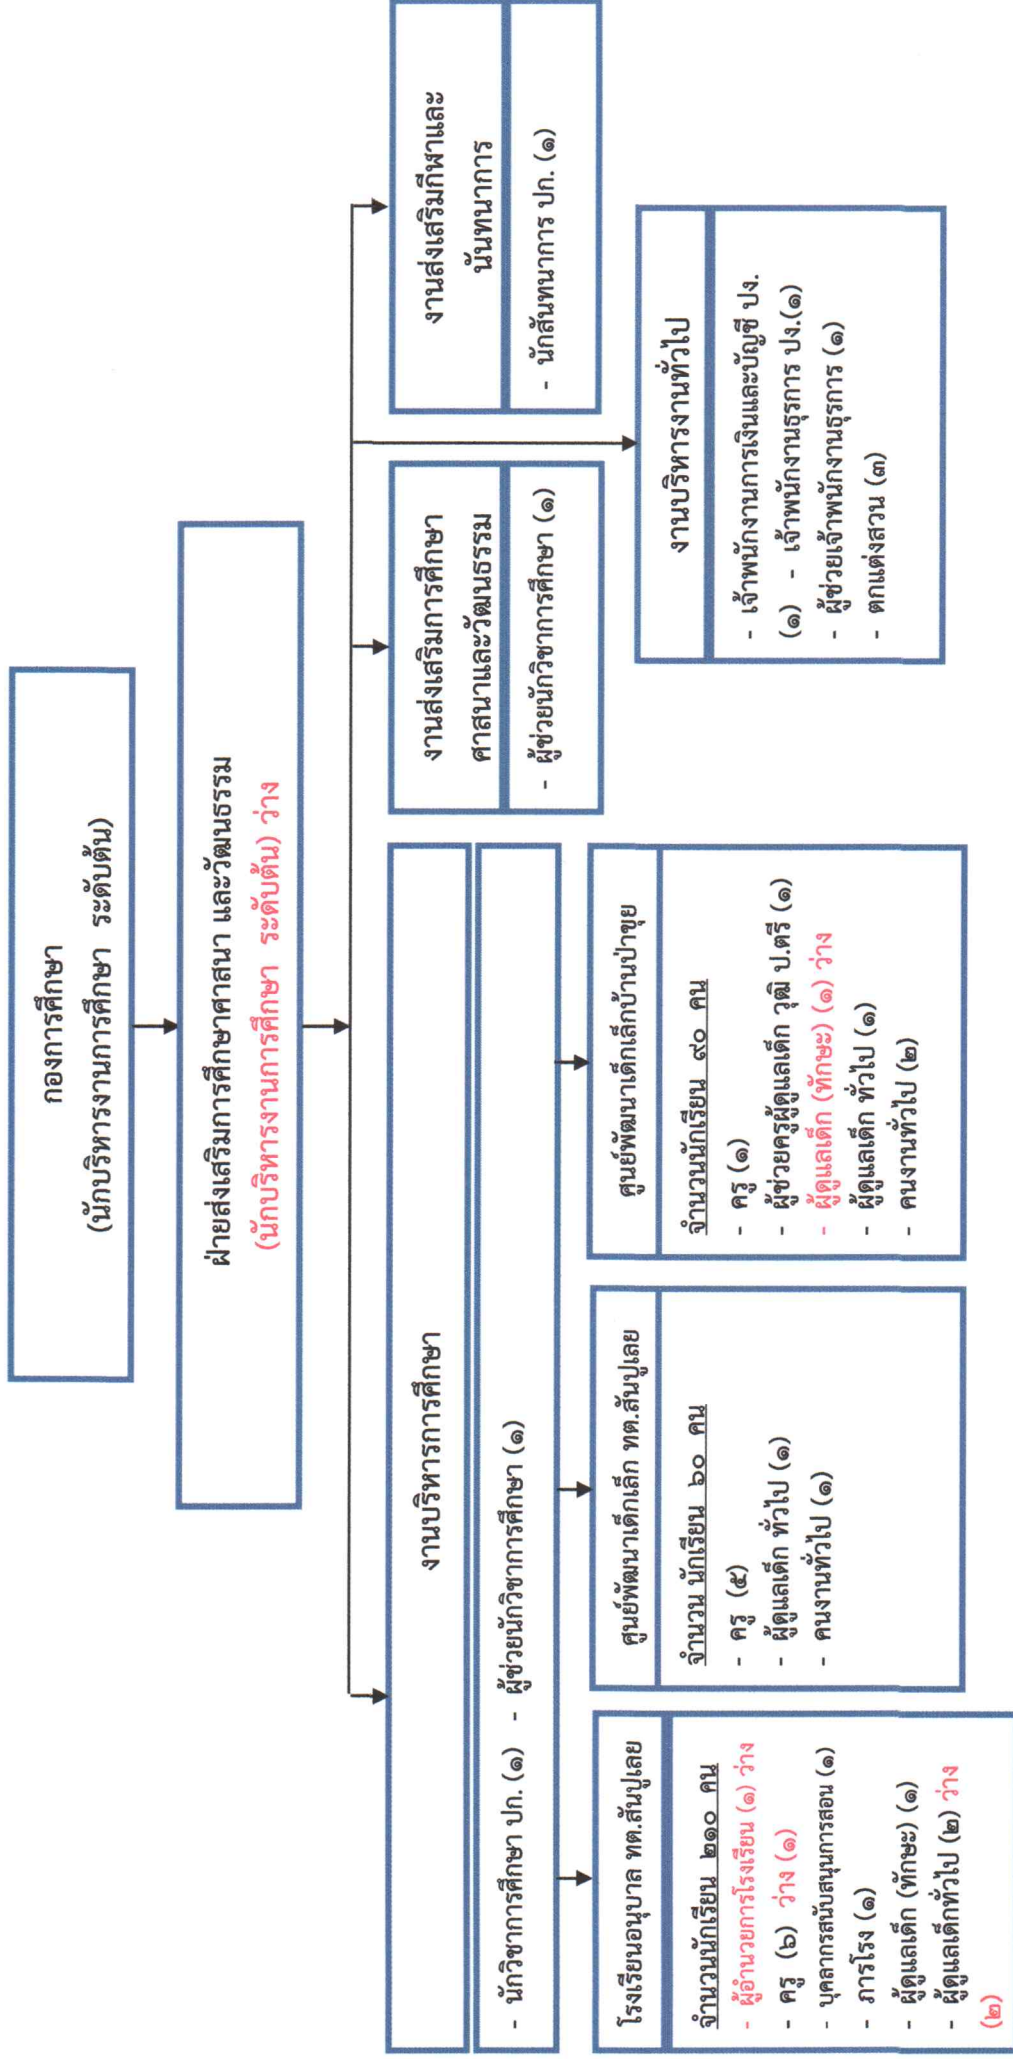 กองการศึกษา
(นักบริหารงานการศึกษา ระดับต้น)
ฝ่ายส่งเสริมการศึกษาศาสนา และวัฒนธรรม
(นักบริหารงานการศึกษา ระดับต้น) ว่าง
งานบริหารการศึกษา
- นักวิชาการศึกษา ปก. (๑) - ผู้ช่วยนักวิชาการศึกษา (๑)
โรงเรียนอนุบาล ทต.สันปูเลย
จำนวนนักเรียน ๒๑๐ คน
- ผู้อำนวยการโรงเรียน (๑) ว่าง
- ครู (๖) ว่าง (๑)
- บุคลากรสนับสนุนการสอน (๑)
- ภารโรง (๑)
- ผู้ดูแลเด็ก (ทักษะ) (๑)
- ผู้ดูแลเด็กทั่วไป (๒) ว่าง
(๒)
ศูนย์พัฒนาเด็กเล็ก ทต.สันปูเลย
จำนวน นักเรียน ๖๐ คน
- ครู (๕)
- ผู้ดูแลเด็ก ทั่วไป (๑)
- คนงานทั่วไป (๑)
ศูนย์พัฒนาเด็กเล็กบ้านป่าขุย
จำนวนนักเรียน ๙๐ คน
- ครู (๑)
- ผู้ช่วยครูผู้ดูแลเด็ก วุฒิ ป.ตรี (๑)
- ผู้ดูแลเด็ก (ทักษะ) (๑) ว่าง
- ผู้ดูแลเด็ก ทั่วไป (๑)
- คนงานทั่วไป (๒)
งานส่งเสริมการศึกษา
ศาสนาและวัฒนธรรม
- ผู้ช่วยนักวิชาการศึกษา (๑)
งานส่งเสริมกีฬาและ
นันทนาการ
- นักสันทนาการ ปก. (๑)
งานบริหารงานทั่วไป
- เจ้าพนักงานการเงินและบัญชี ปง.
(๑) - เจ้าพนักงานธุรการ ปง.(๑)
- ผู้ช่วยเจ้าพนักงานธุรการ (๑)
- ตกแต่งสวน (๓)